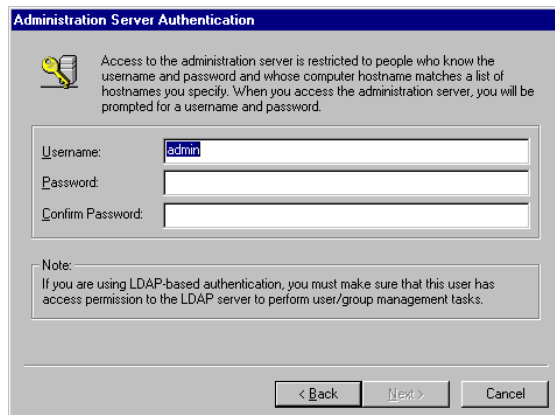 Administration Server Authentication
Access to the administration server is restricted to people who know the
username and password and whose computer hostname matches a list of
hostnames you specify. When you access the administration server, you will be
prompted for a username and password.
Username: admin
Password:
Confirm Password:
Note:
If you are using LDAP-based authentication, you must make sure that this user has
access permission to the LDAP server to perform user/group management tasks.
< Back Next > Cancel